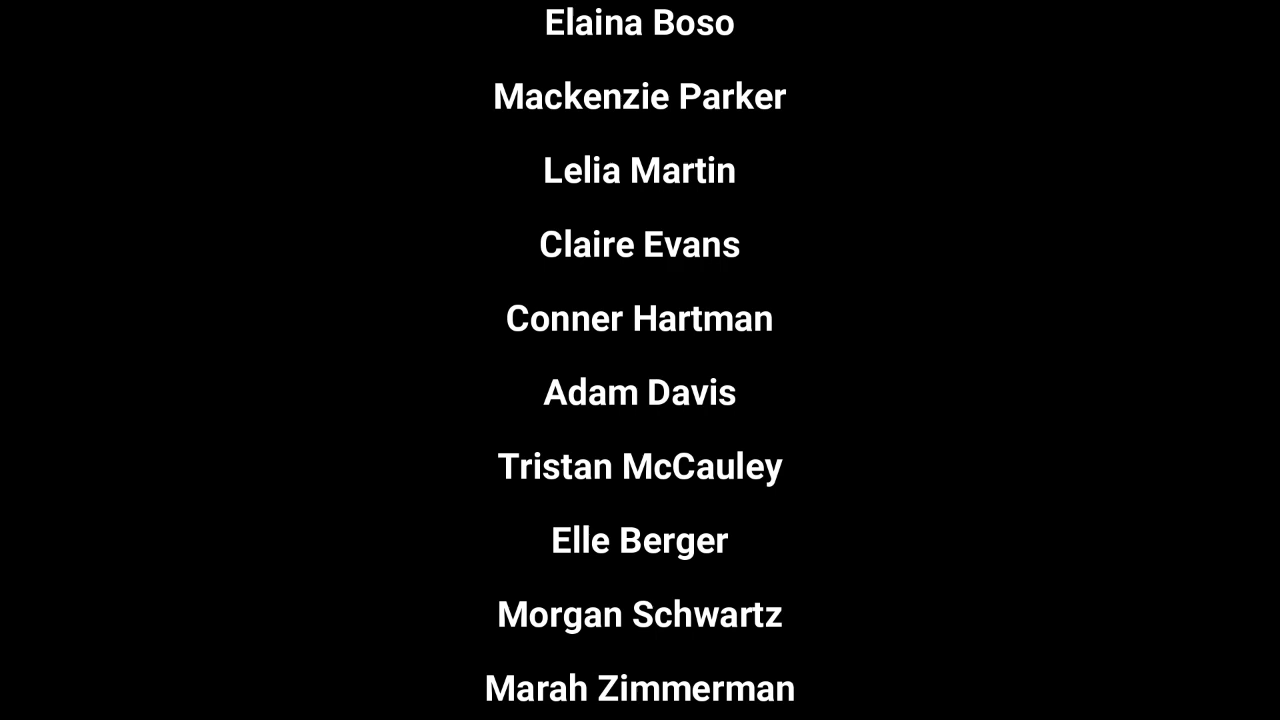 Elaina Boso
Mackenzie Parker
Lelia Martin
Claire Evans
Conner Hartman
Adam Davis
Tristan McCauley
Elle Berger
Morgan Schwartz
Marah Zimmerman